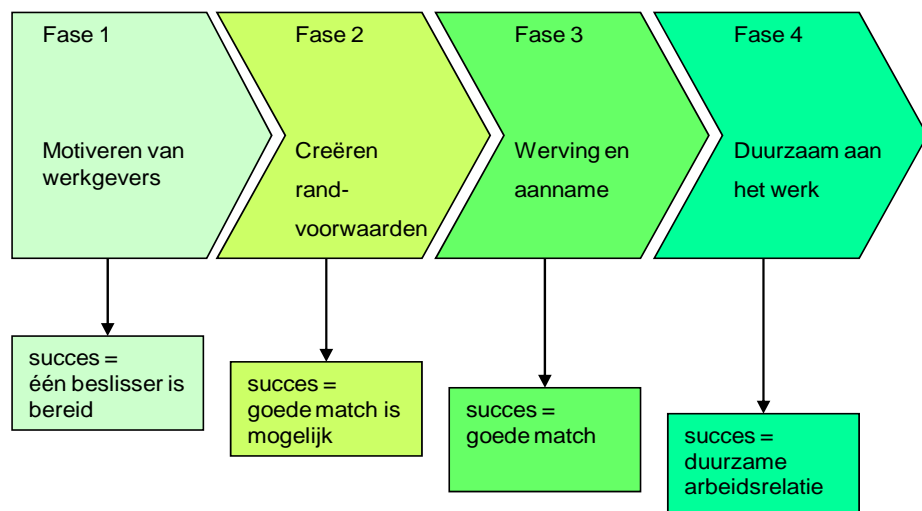 Fase 1
Motiveren van
werkgevers
Fase 2
Creëren
rand-
voorwaarden
Fase 3
Werving en
aanname
Fase 4
Duurzaam aan
het werk
succes =
één beslisser is
bereid
succes =
goede match is
mogelijk
succes =
goede match
succes =
duurzame
arbeidsrelatie